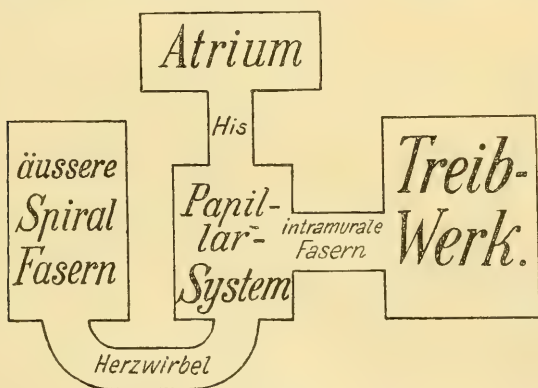 Atrium
His
äussere
Spiral
Fasern
Papil-
lar-
System
intramurale
Fasern
Treib-
Werk.
Herzwirbel